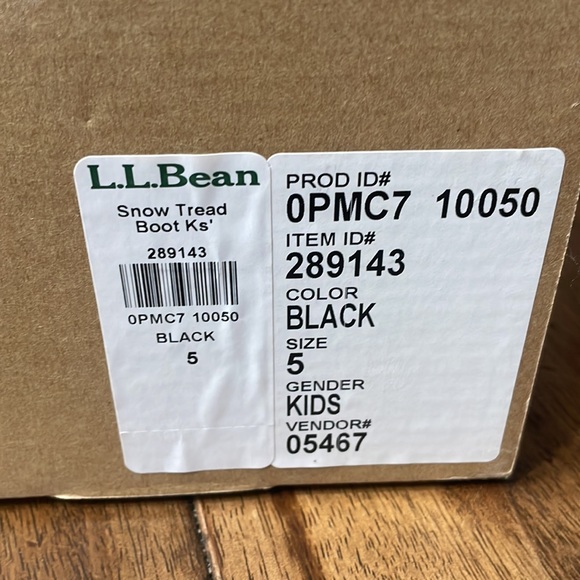 L.L.Bean
Snow Tread
Boot Ks'
289143
0PMC7 10050
BLACK
5
PROD ID#
0PMC7 10050
ITEM ID#
289143
COLOR
BLACK
SIZE
5
GENDER
KIDS
VENDOR#
05467